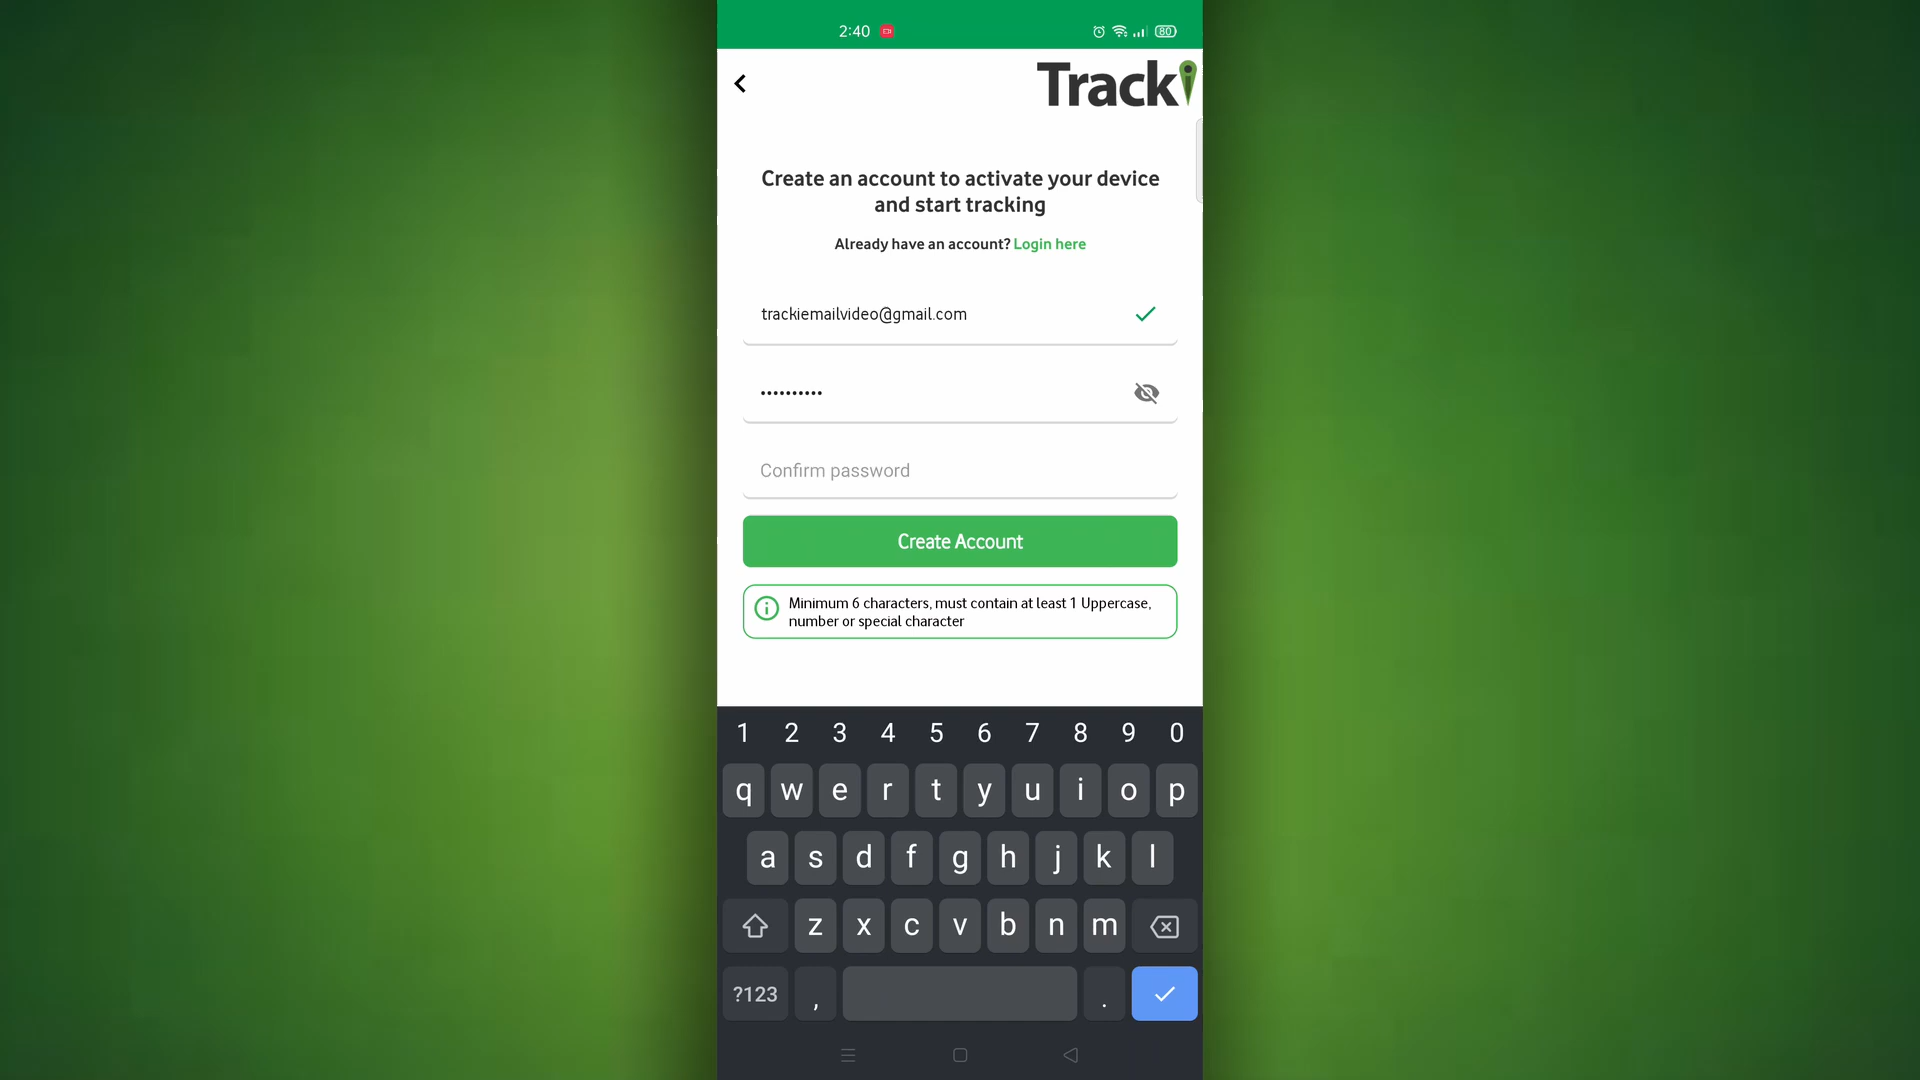 2:40
80
Tracki
Create an account to activate your device
and start tracking
Already have an account? Login here
trackiemailvideo@gmail.com
••••••••••
Confirm password
Create Account
Minimum 6 characters, must contain at least 1 Uppercase,
number or special character
1 2 3 4 5 6 7 8 9 0
q w e r t y u i o p
a s d f g h j k l
z x c v b n m
?123 , .